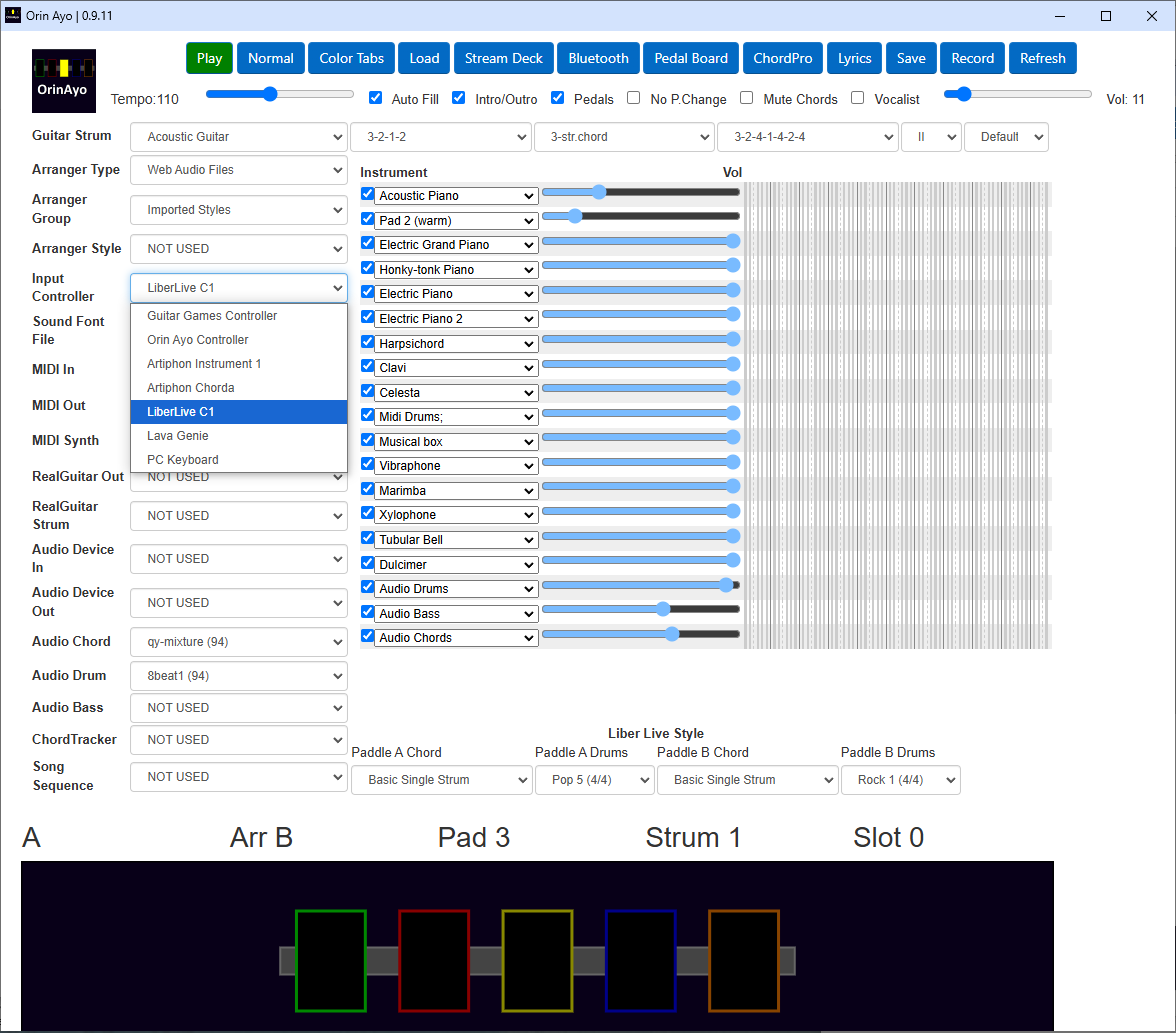 Orin Ayo | 0.9.11
Play Normal Color Tabs Load Stream Deck Bluetooth Pedal Board ChordPro Lyrics Save Record Refresh
OrinAyo
Tempo:110 Auto Fill Intro/Outro Pedals No P.Change Mute Chords Vocalist Vol: 11
Guitar Strum Acoustic Guitar 3-2-1-2 3-str.chord 3-2-4-1-4-2-4 II Default
Arranger Type Web Audio Files
Instrument Vol
Arranger
Group Imported Styles
Arranger Style NOT USED
Input
Controller LiberLive C1
Guitar Games Controller
Orin Ayo Controller
Artiphon Instrument 1
Artiphon Chorda
LiberLive C1
Lava Genie
PC Keyboard
Sound Font
File
MIDI In
MIDI Out
MIDI Synth
RealGuitar Out NOT USED
RealGuitar
Strum NOT USED
Audio Device
In NOT USED
Audio Device
Out NOT USED
Audio Chord qy-mixture (94)
Audio Drum 8beat1 (94)
Audio Bass NOT USED
ChordTracker NOT USED
Song
Sequence NOT USED
Acoustic Piano
Pad 2 (warm)
Electric Grand Piano
Honky-tonk Piano
Electric Piano
Electric Piano 2
Harpsichord
Clavi
Celesta
Midi Drums;
Musical box
Vibraphone
Marimba
Xylophone
Tubular Bell
Dulcimer
Audio Drums
Audio Bass
Audio Chords
Liber Live Style
Paddle A Chord Paddle A Drums Paddle B Chord Paddle B Drums
Basic Single Strum Pop 5 (4/4) Basic Single Strum Rock 1 (4/4)
A Arr B Pad 3 Strum 1 Slot 0